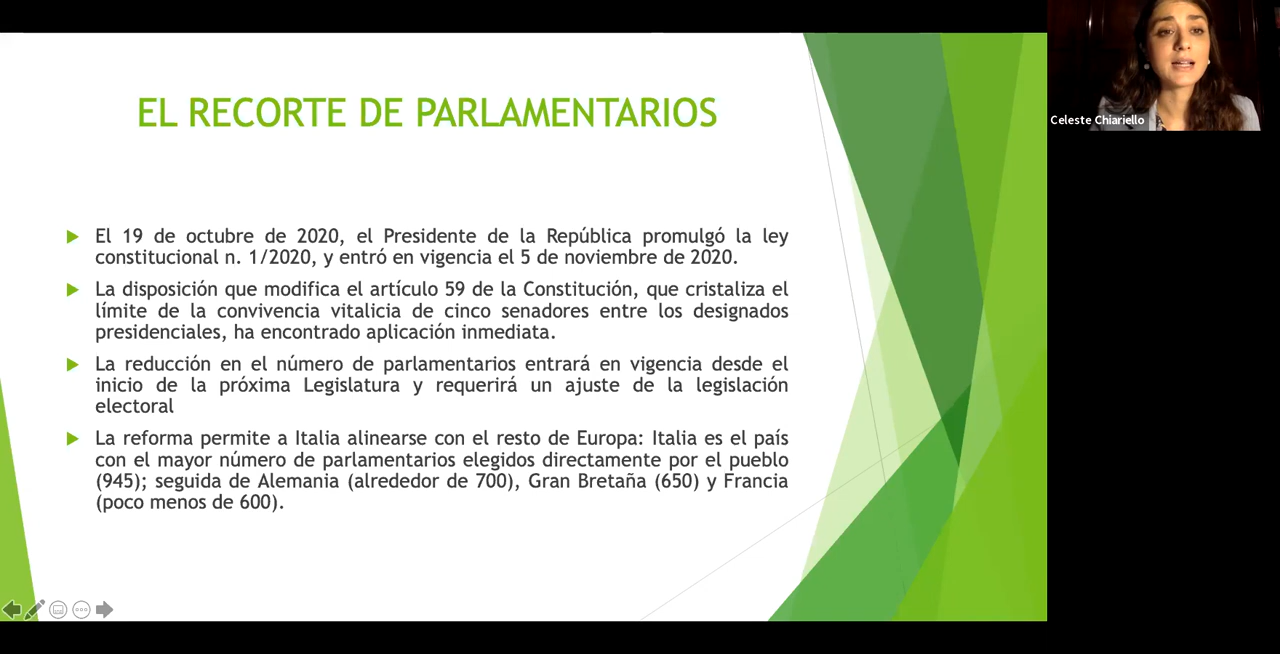 EL RECORTE DE PARLAMENTARIOS
El 19 de octubre de 2020, el Presidente de la República promulgó la ley
constitucional n. 1/2020, y entró en vigencia el 5 de noviembre de 2020.
La disposición que modifica el artículo 59 de la Constitución, que cristaliza el
límite de la convivencia vitalicia de cinco senadores entre los designados
presidenciales, ha encontrado aplicación inmediata.
La reducción en el número de parlamentarios entrará en vigencia desde el
inicio de la próxima Legislatura y requerirá un ajuste de la legislación
electoral
La reforma permite a Italia alinearse con el resto de Europa: Italia es el país
con el mayor número de parlamentarios elegidos directamente por el pueblo
(945); seguida de Alemania (alrededor de 700), Gran Bretaña (650) y Francia
(poco menos de 600).
Celeste Chiariello